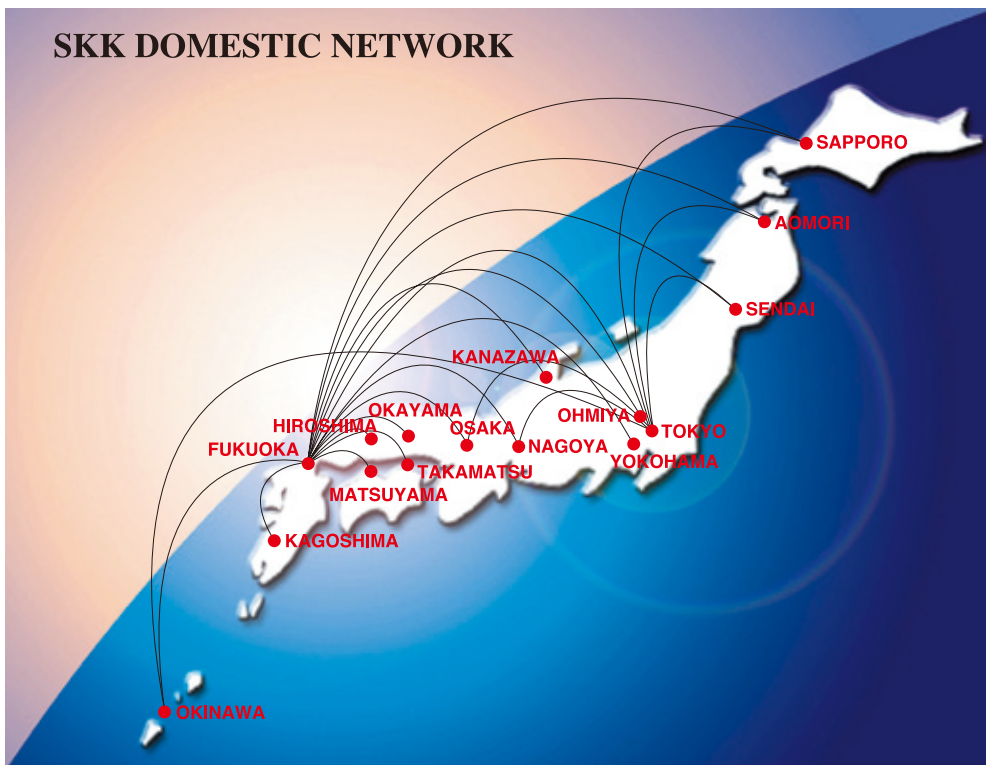 SKK DOMESTIC NETWORK
SAPPORO
AOMORI
SENDAI
KANAZAWA
OKAYAMA
OHMIYA
HIROSHIMA
OSAKA
TOKYO
FUKUOKA
NAGOYA
YOKOHAMA
TAKAMATSU
MATSUYAMA
KAGOSHIMA
OKINAWA